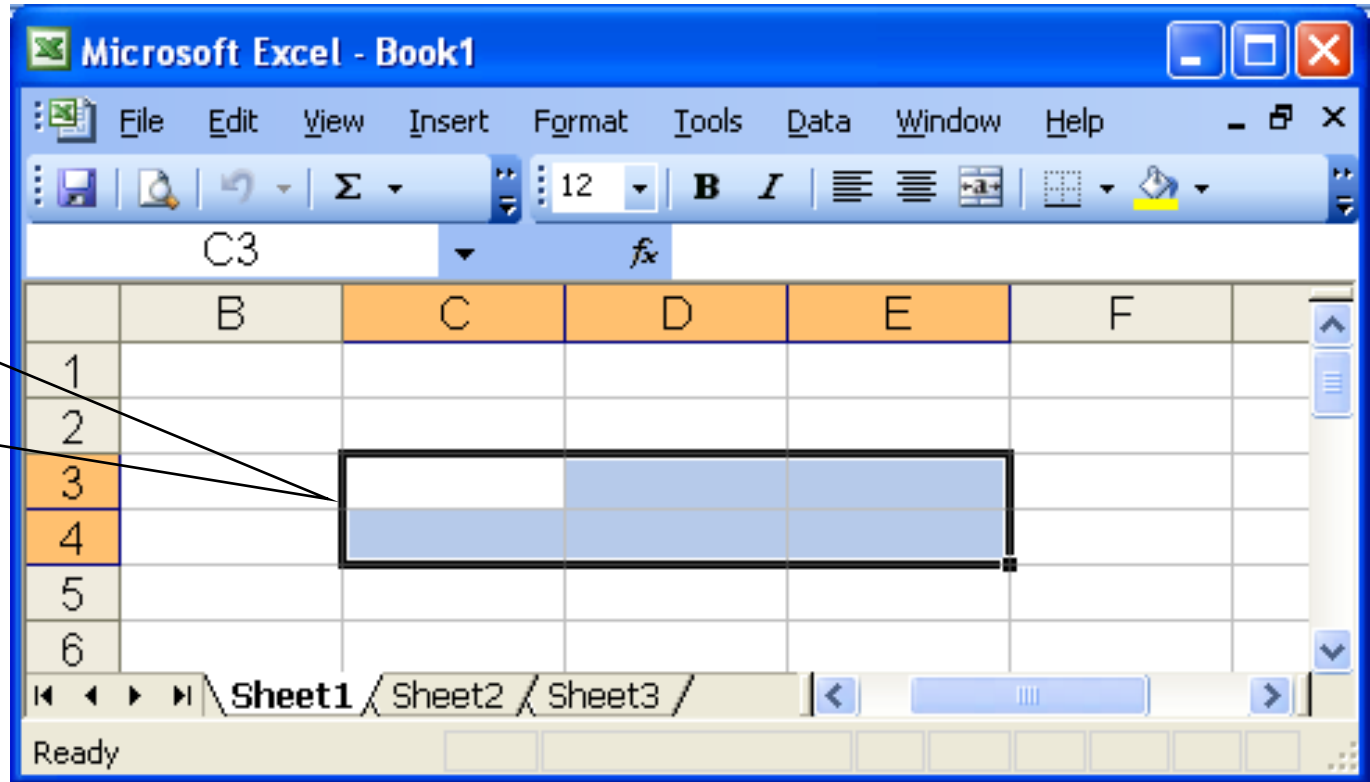 Microsoft Excel - Book1
File Edit View Insert Format Tools Data Window Help
Σ 12 B I a
C3 fx
B C D E F
1
2
3
4
5
6
Sheet1 Sheet2 Sheet3
Ready